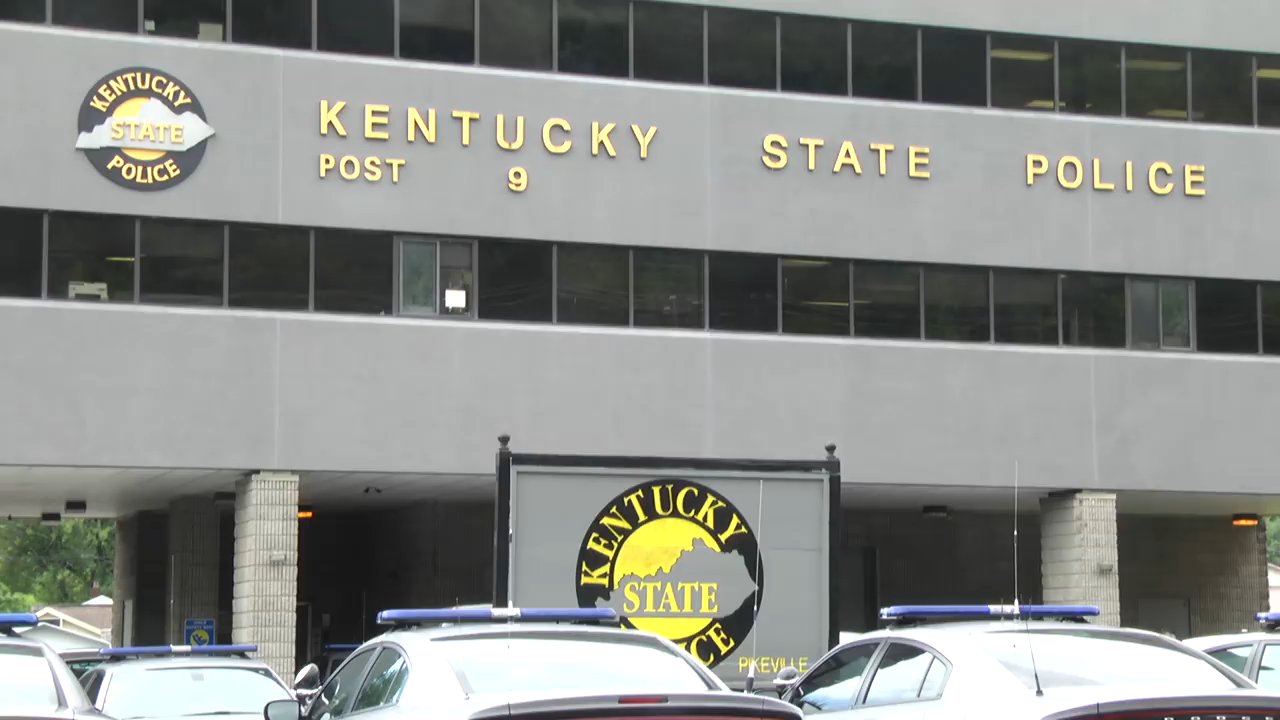 KENTUCKY
STATE
POLICE
KENTUCKY STATE POLICE
POST 9
KENTUCKY
STATE
PIKEVILLE